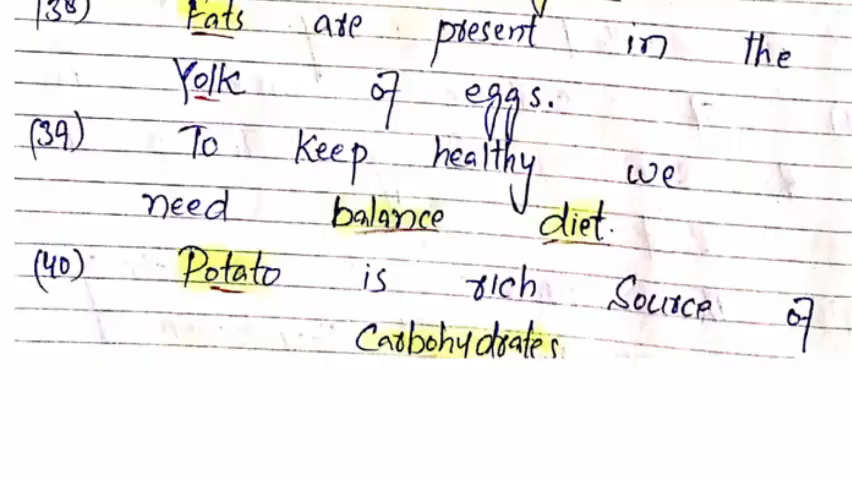 (38) Fats are present in the
Yolk of eggs.
(39) To Keep healthy we
need balance diet.
(40) Potato is rich Source of
Carbohydrates.